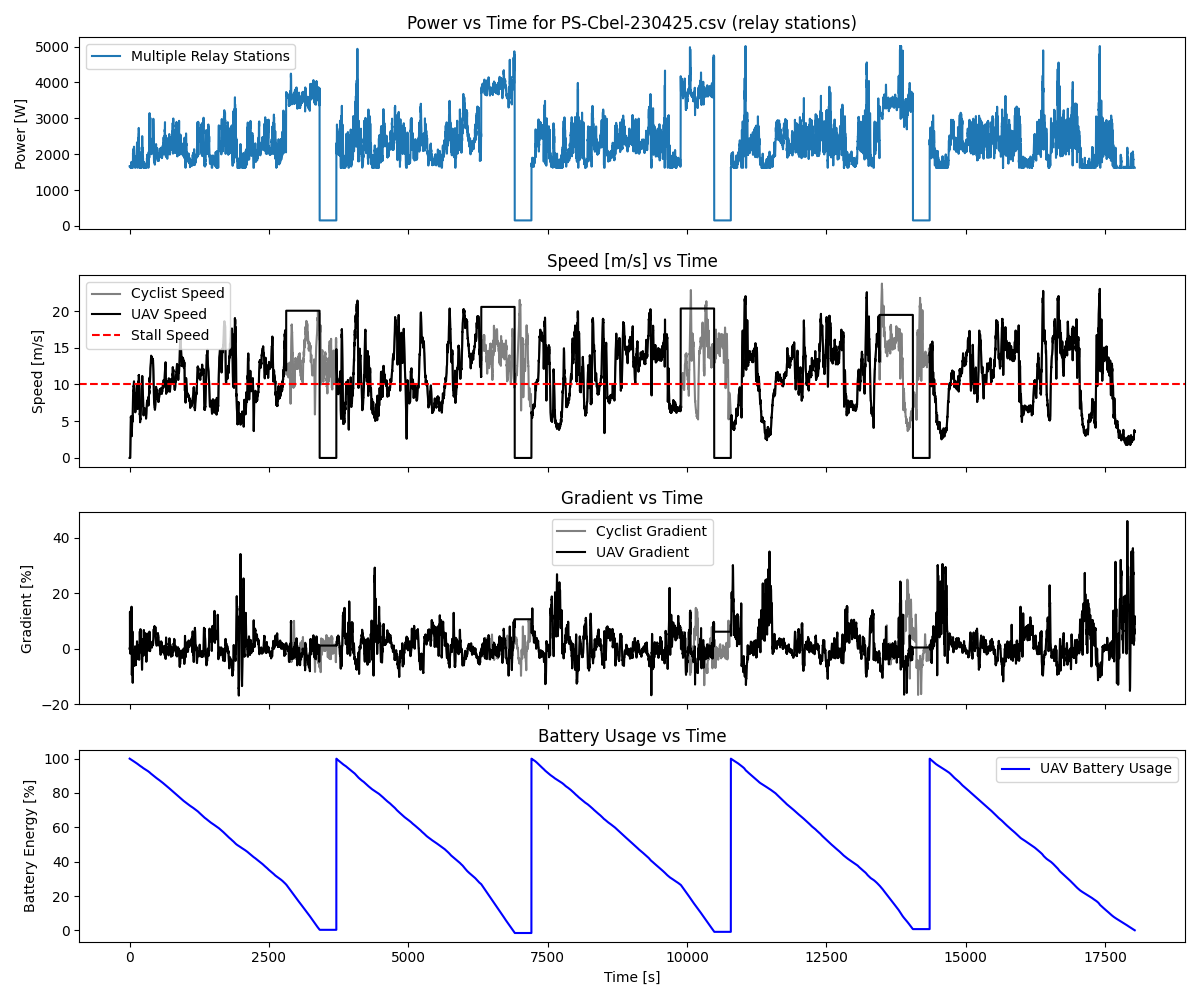 Power vs Time for PS-Cbel-230425.csv (relay stations)
Multiple Relay Stations
Power [W]
5000
4000
3000
2000
1000
0
Speed [m/s] vs Time
Cyclist Speed
UAV Speed
Stall Speed
Speed [m/s]
20
15
10
5
0
Gradient vs Time
Cyclist Gradient
UAV Gradient
Gradient [%]
40
20
0
−20
Battery Usage vs Time
UAV Battery Usage
Battery Energy [%]
100
80
60
40
20
0
0 2500 5000 7500 10000 12500 15000 17500
Time [s]